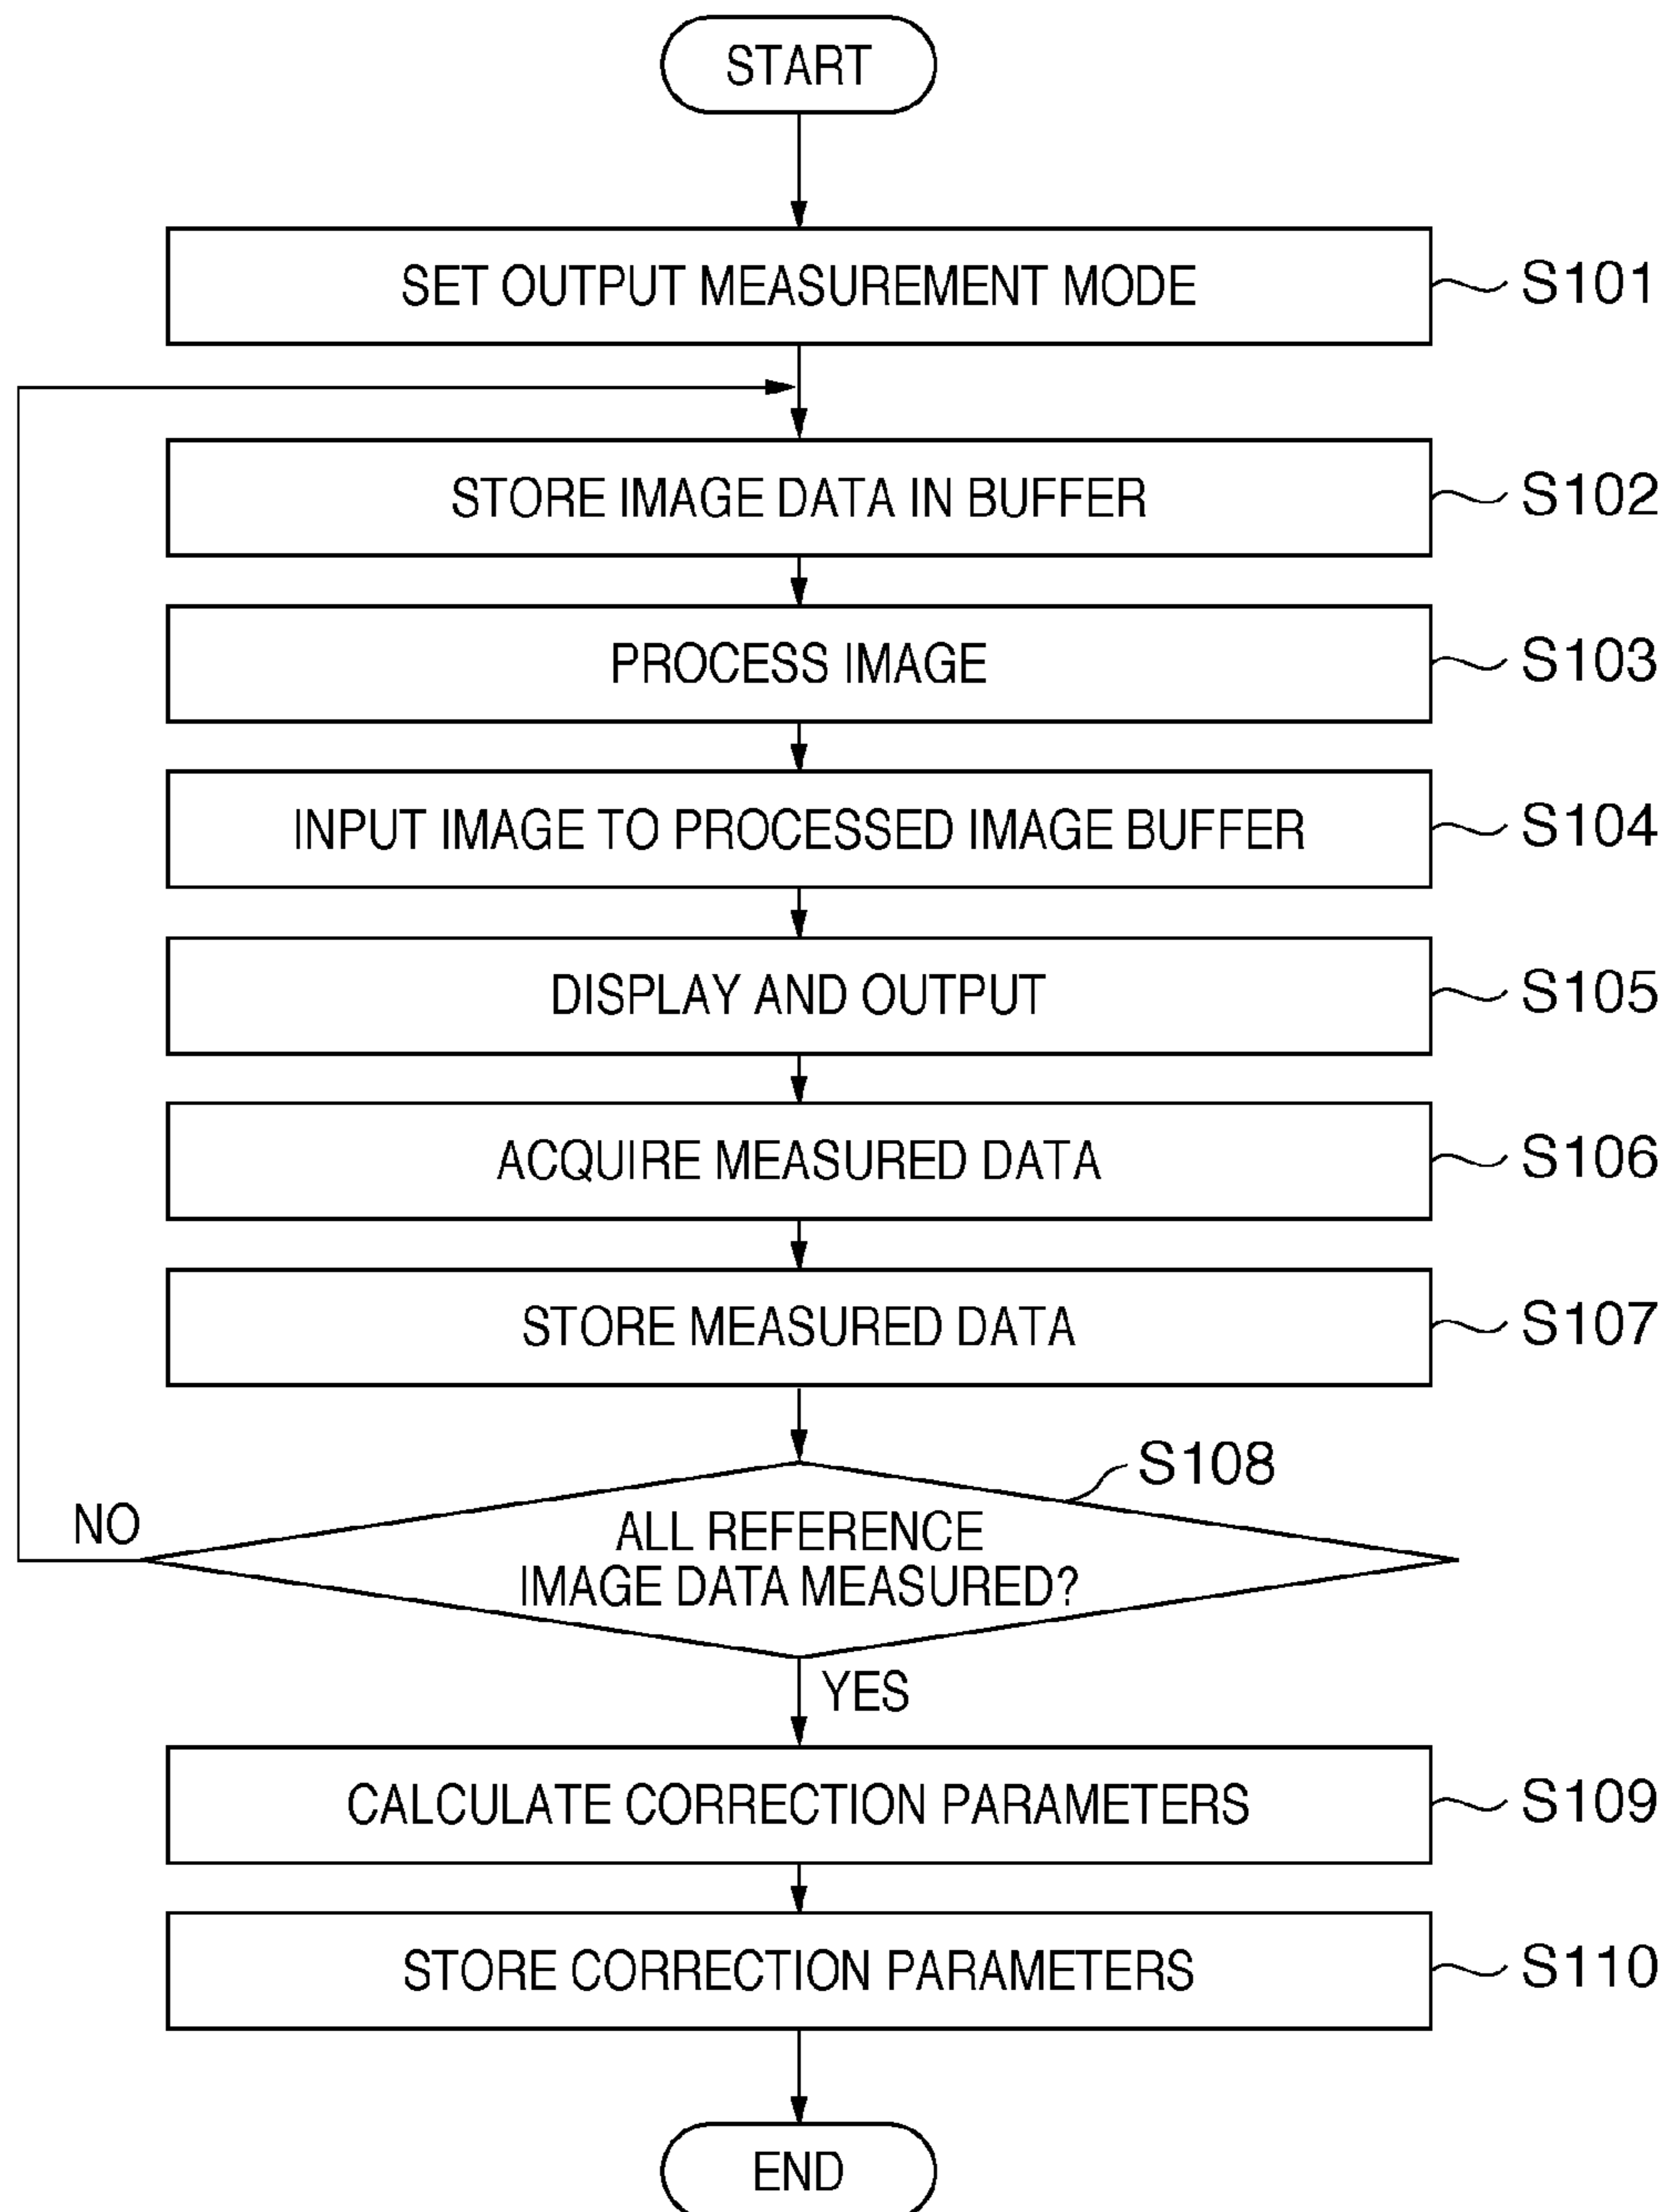 START
SET OUTPUT MEASUREMENT MODE
S101
STORE IMAGE DATA IN BUFFER
S102
PROCESS IMAGE
S103
INPUT IMAGE TO PROCESSED IMAGE BUFFER
S104
DISPLAY AND OUTPUT
S105
ACQUIRE MEASURED DATA
S106
STORE MEASURED DATA
S107
S108
NO
ALL REFERENCE
IMAGE DATA MEASURED?
YES
CALCULATE CORRECTION PARAMETERS
S109
STORE CORRECTION PARAMETERS
S110
END